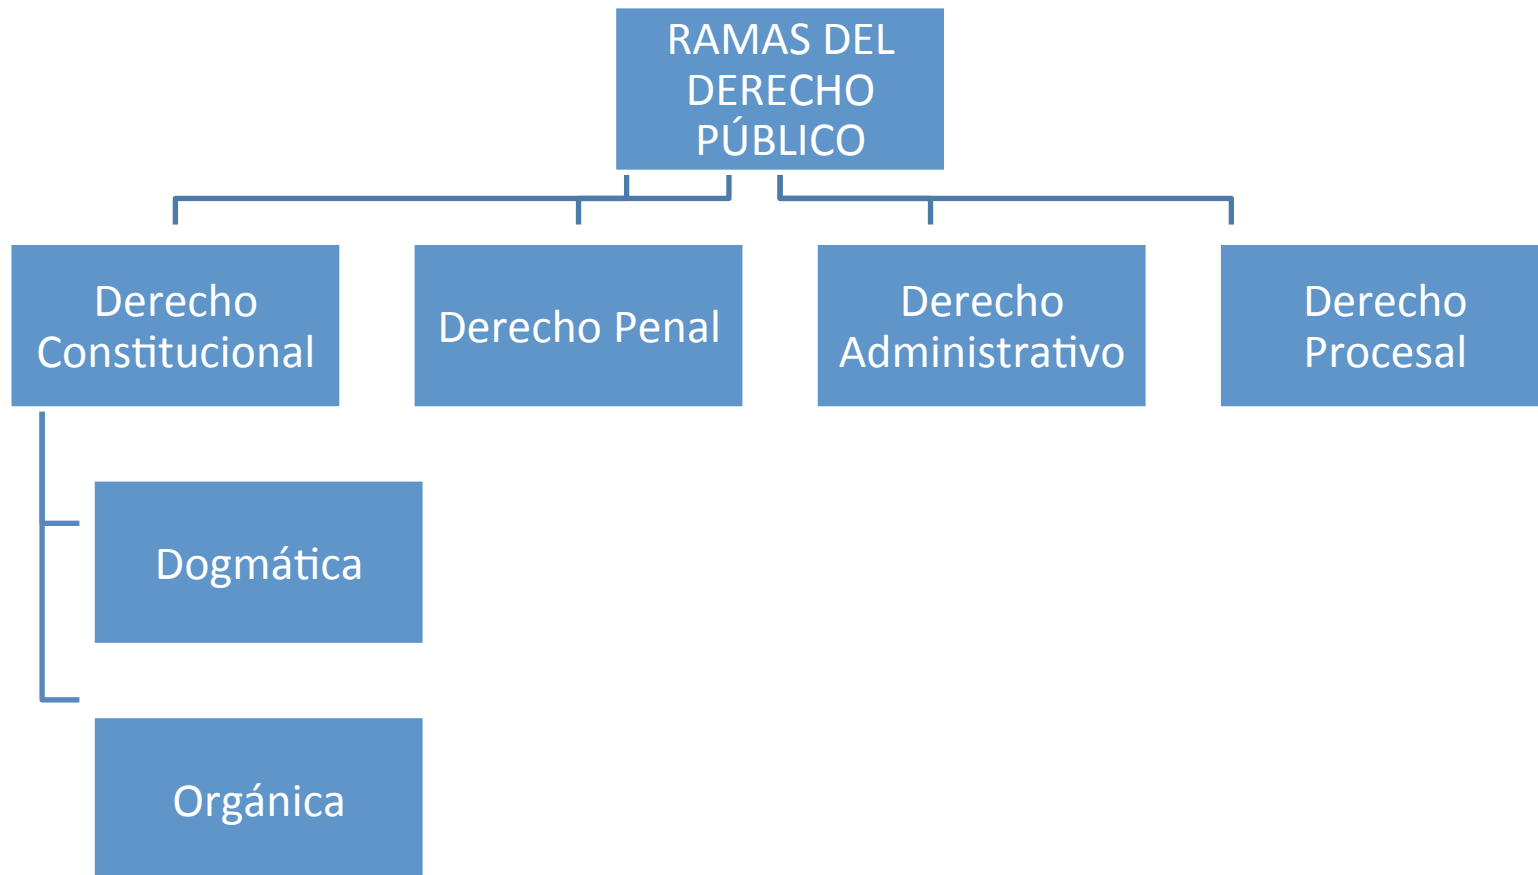 RAMAS DEL
DERECHO
PÚBLICO
Derecho
Constitucional
Derecho Penal
Derecho
Administrativo
Derecho
Procesal
Dogmática
Orgánica